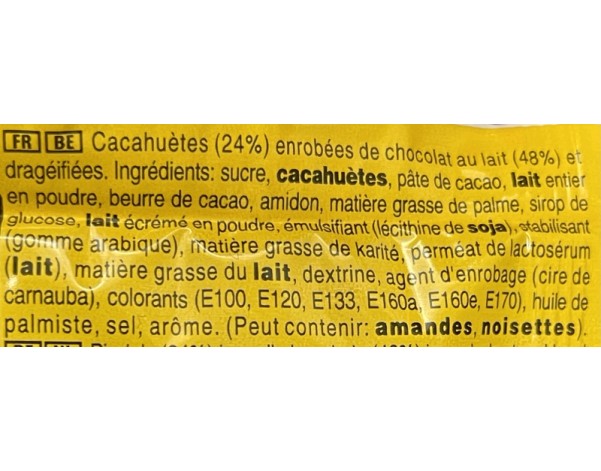 FR BE Cacahuètes (24%) enrobées de chocolat au lait (48%) et
dragéifiées. Ingrédients: sucre, cacahuètes, pâte de cacao, lait entier
en poudre, beurre de cacao, amidon, matière grasse de palme, sirop de
glucose, lait écrémé en poudre, émulsifiant (lécithine de soja), stabilisant
(gomme arabique), matière grasse de karité, perméat de lactosérum
(lait), matière grasse du lait, dextrine, agent d'enrobage (cire de
carnauba), colorants (E100, E120, E133, E160a, E160e, E170), huile de
palmiste, sel, arôme. (Peut contenir: amandes, noisettes).